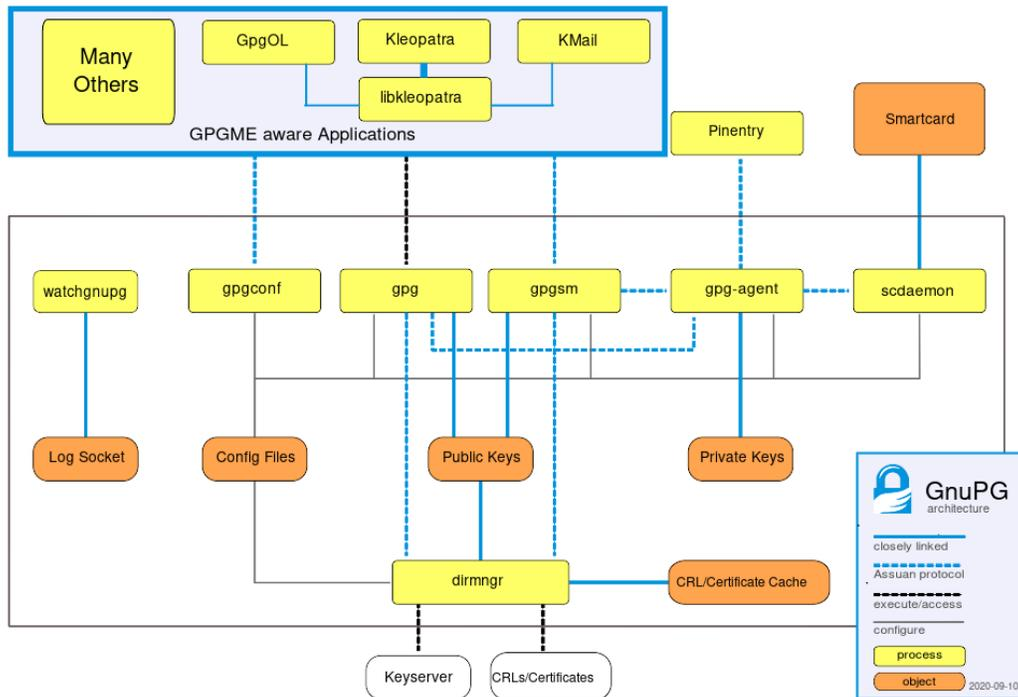 Many
Others
GpgOL
Kleopatra
KMail
libkleopatra
GPGME aware Applications
Pinentry
Smartcard
watchgnupg
gpgconf
gpg
gpgsm
gpg-agent
scdaemon
Log Socket
Config Files
Public Keys
Private Keys
dirmngr
CRL/Certificate Cache
Keyserver
CRLs/Certificates
GnuPG
architecture
closely linked
Assuan protocol
execute/access
configure
process
object
2020-09-10